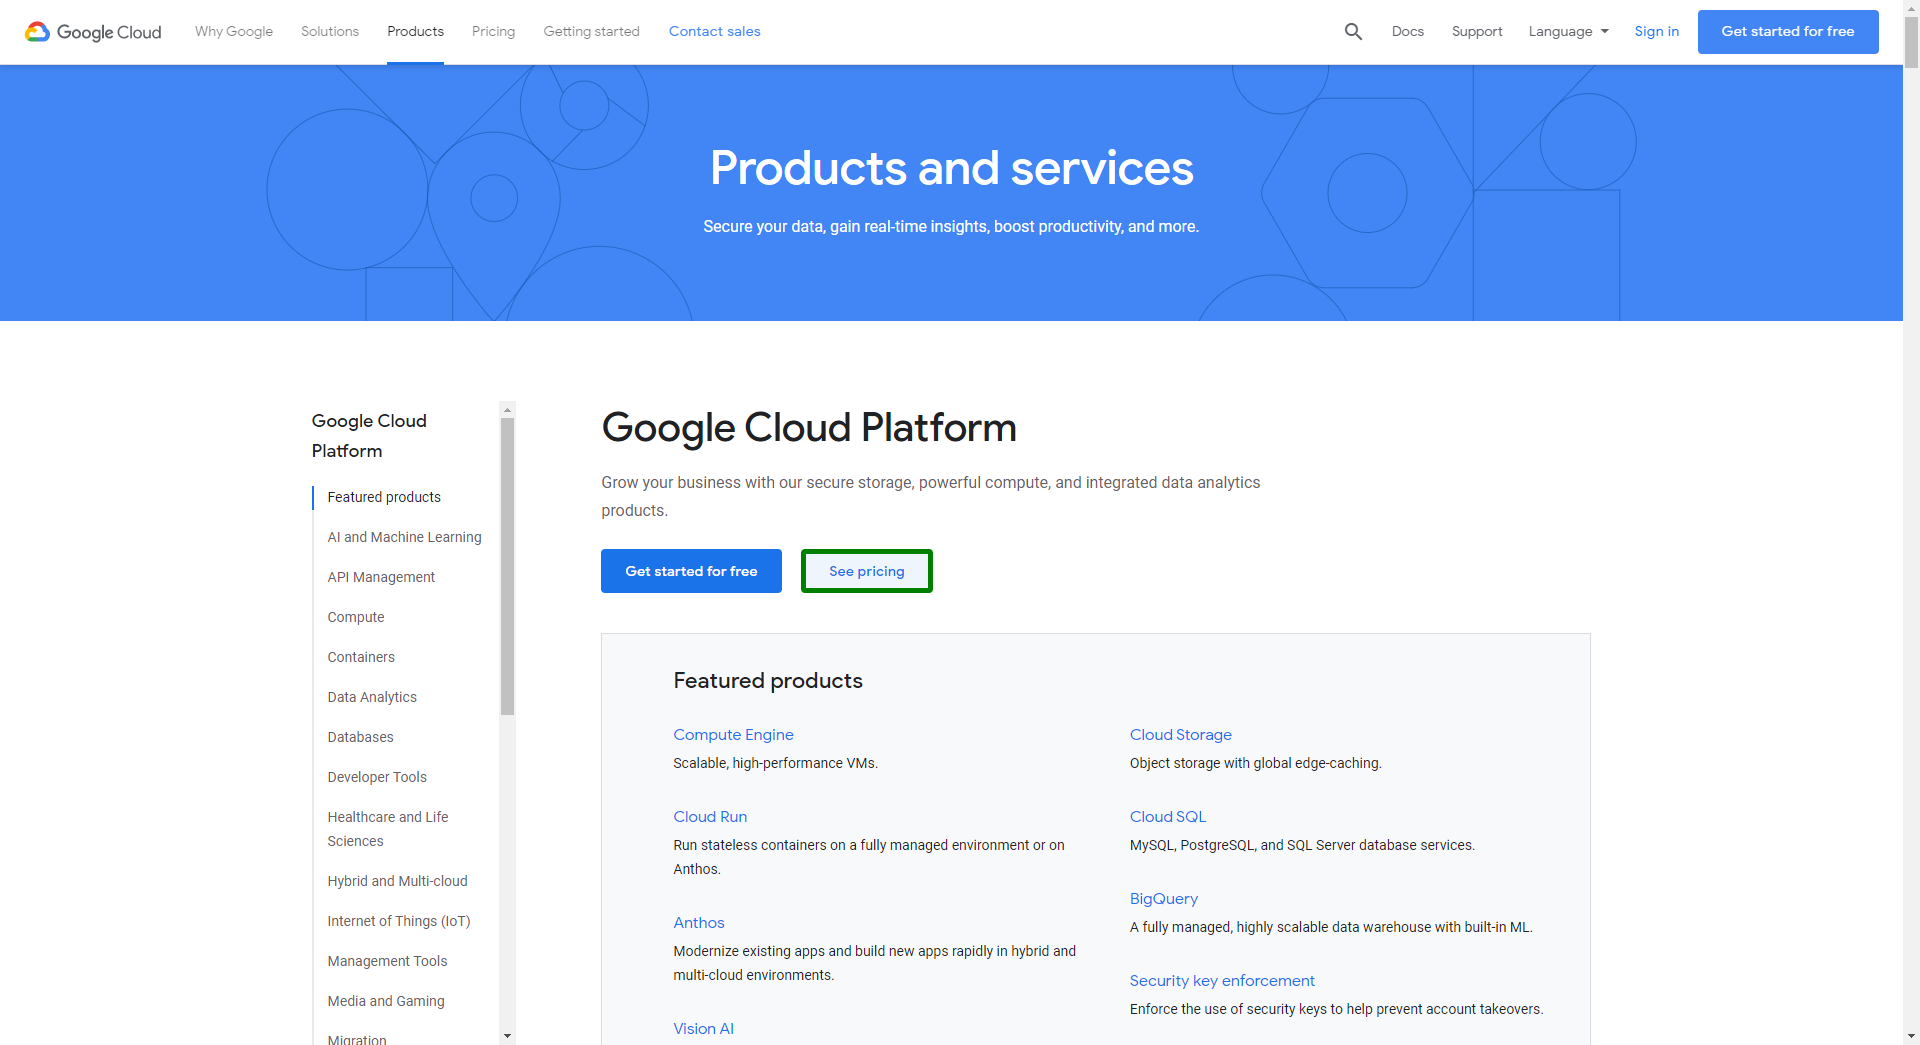 Google Cloud
Why Google
Solutions
Products
Pricing
Getting started
Contact sales
Docs
Support
Language
Sign in
Get started for free
Products and services
Secure your data, gain real-time insights, boost productivity, and more.
Google Cloud
Platform
Featured products
AI and Machine Learning
API Management
Compute
Containers
Data Analytics
Databases
Developer Tools
Healthcare and Life
Sciences
Hybrid and Multi-cloud
Internet of Things (IoT)
Management Tools
Media and Gaming
Migration
Google Cloud Platform
Grow your business with our secure storage, powerful compute, and integrated data analytics
products.
Get started for free
See pricing
Featured products
Compute Engine
Scalable, high-performance VMs.
Cloud Run
Run stateless containers on a fully managed environment or on
Anthos.
Anthos
Modernize existing apps and build new apps rapidly in hybrid and
multi-cloud environments.
Vision AI
Cloud Storage
Object storage with global edge-caching.
Cloud SQL
MySQL, PostgreSQL, and SQL Server database services.
BigQuery
A fully managed, highly scalable data warehouse with built-in ML.
Security key enforcement
Enforce the use of security keys to help prevent account takeovers.